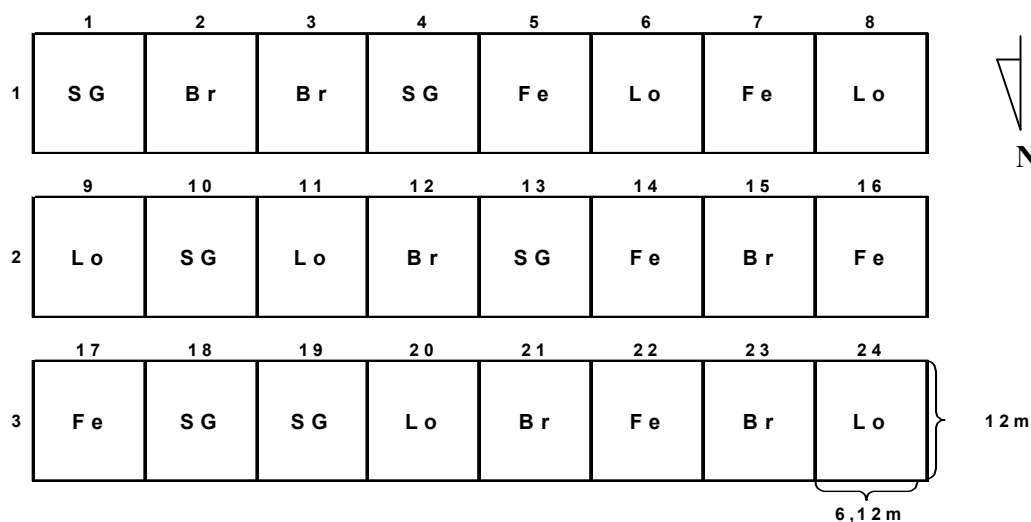 1 2 3 4 5 6 7 8
1 SG Br Br SG Fe Lo Fe Lo
N
9 10 11 12 13 14 15 16
2 Lo SG Lo Br SG Fe Br Fe
17 18 19 20 21 22 23 24
3 Fe SG SG Lo Br Fe Br Lo 12m
6,12m